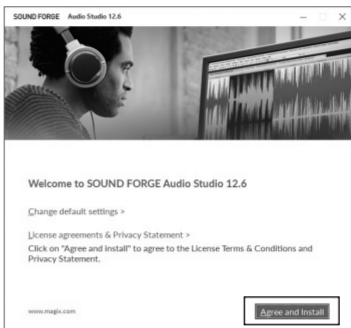 SOUND FORGE Audio Studio 12.6
Welcome to SOUND FORGE Audio Studio 12.6
Change default settings >
License agreements & Privacy Statement >
Click on "Agree and install" to agree to the License Terms & Conditions and
Privacy Statement.
www.magix.com
Agree and Install